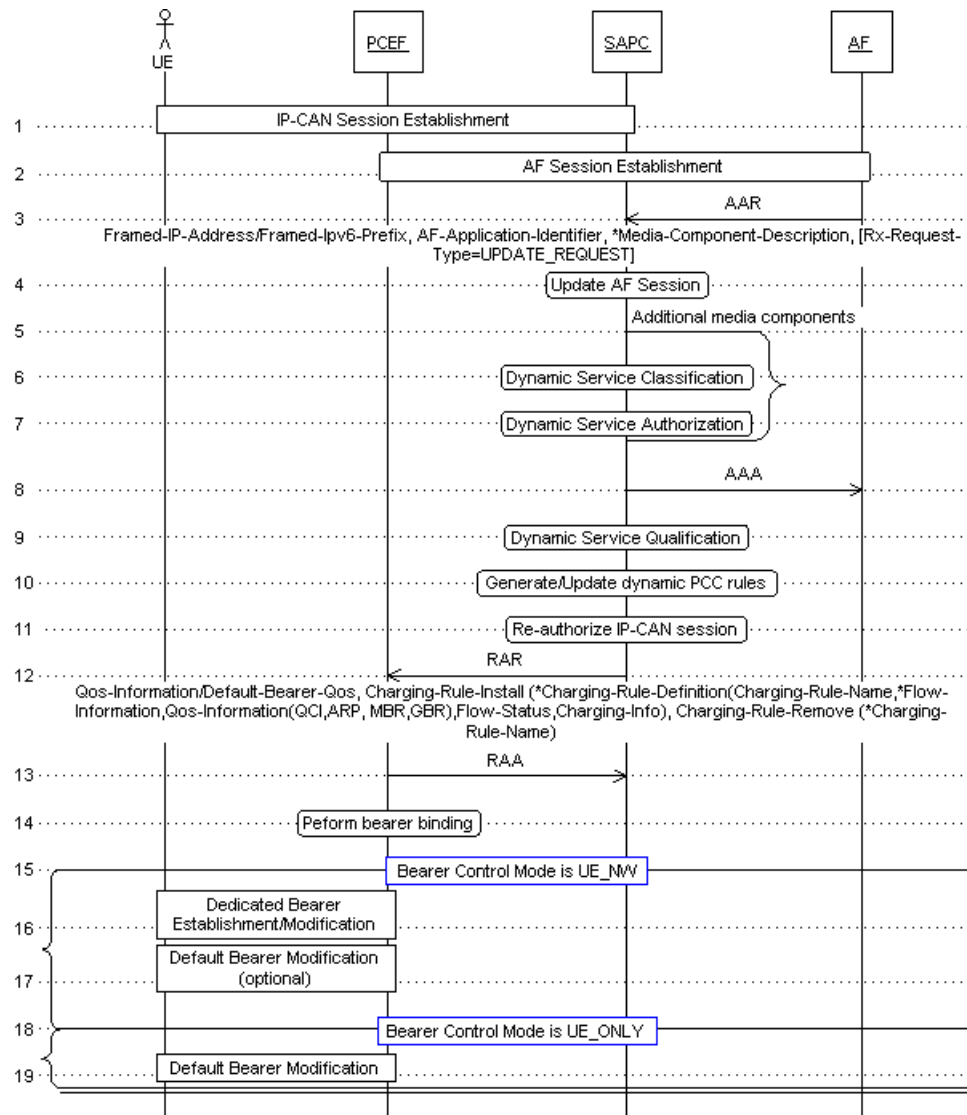 UE
PCEF
SAPC
AF
1
IP-CAN Session Establishment
2
AF Session Establishment
AAR
3
Framed-IP-Address/Framed-Ipv6-Prefix, AF-Application-Identifier, *Media-Component-Description, [Rx-Request-
Type=UPDATE_REQUEST]
4
Update AF Session
Additional media components
5
6
Dynamic Service Classification
7
Dynamic Service Authorization
AAA
8
9
Dynamic Service Qualification
10
Generate/Update dynamic PCC rules
11
Re-authorize IP-CAN session
RAR
12
Qos-Information/Default-Bearer-Qos, Charging-Rule-Install (*Charging-Rule-Definition(Charging-Rule-Name,*Flow-
Information,Qos-Information(QCI,ARP, MBR,GBR),Flow-Status,Charging-Info), Charging-Rule-Remove (*Charging-
Rule-Name)
RAA
13
14
Peform bearer binding
15
Bearer Control Mode is UE_NW
Dedicated Bearer
Establishment/Modification
16
Default Bearer Modification
(optional)
17
18
Bearer Control Mode is UE_ONLY
19
Default Bearer Modification